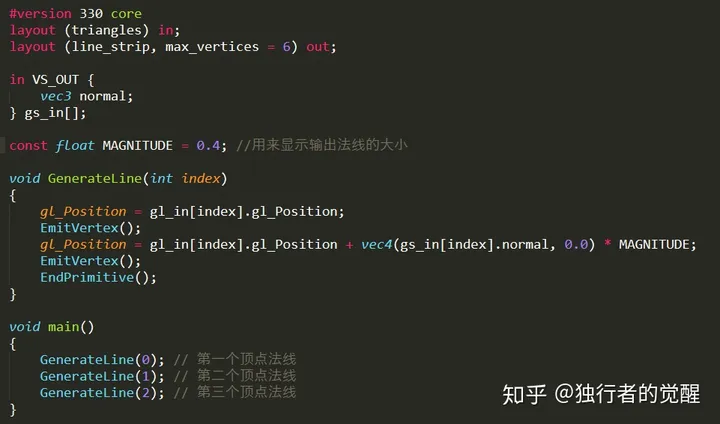 #version 330 core
layout (triangles) in;
layout (line_strip, max_vertices = 6) out;
in VS_OUT {
vec3 normal;
} gs_in[];
const float MAGNITUDE = 0.4; //用来显示输出法线的大小
void GenerateLine(int index)
{
gl_Position = gl_in[index].gl_Position;
EmitVertex();
gl_Position = gl_in[index].gl_Position + vec4(gs_in[index].normal, 0.0) * MAGNITUDE;
EmitVertex();
EndPrimitive();
}
void main()
{
GenerateLine(0); // 第一个顶点法线
GenerateLine(1); // 第二个顶点法线
GenerateLine(2); // 第三个顶点法线
}
知乎 @独行者的觉醒